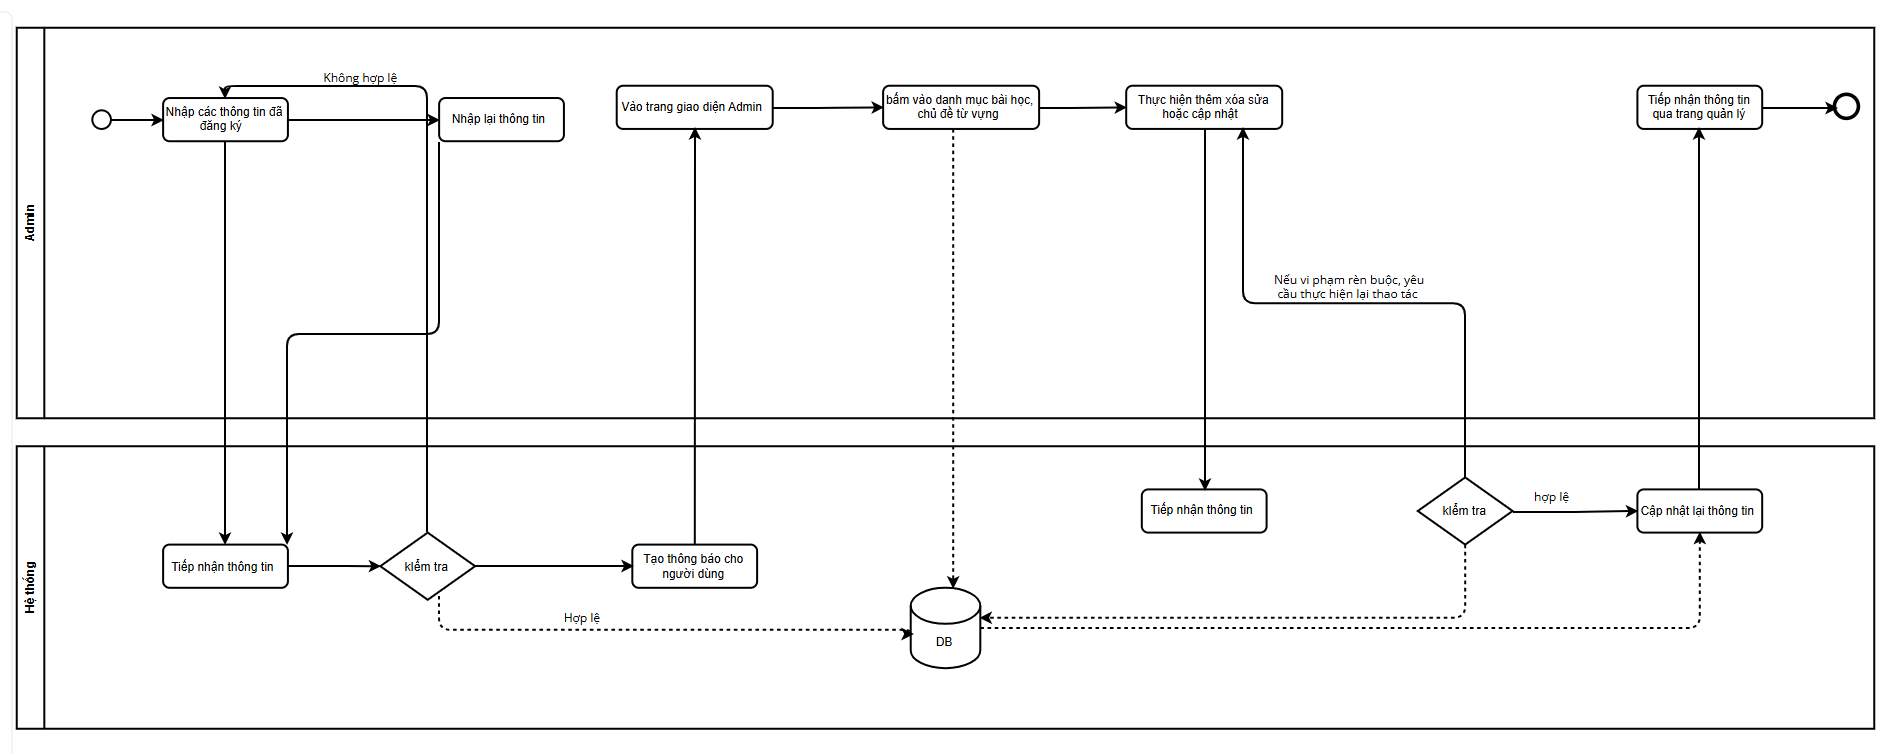 Admin
Không hợp lệ
Nhập các thông tin đã
đăng ký
Nhập lại thông tin
Vào trang giao diện Admin
bấm vào danh mục bài học,
chủ đề từ vựng
Thực hiện thêm xóa sửa
hoặc cập nhật
Tiếp nhận thông tin
qua trang quản lý
Nếu vi phạm rèn buộc, yêu
cầu thực hiện lại thao tác
Hệ thống
Tiếp nhận thông tin
kiểm tra
Tạo thông báo cho
người dùng
Hợp lệ
DB
Tiếp nhận thông tin
kiểm tra
hợp lệ
Cập nhật lại thông tin